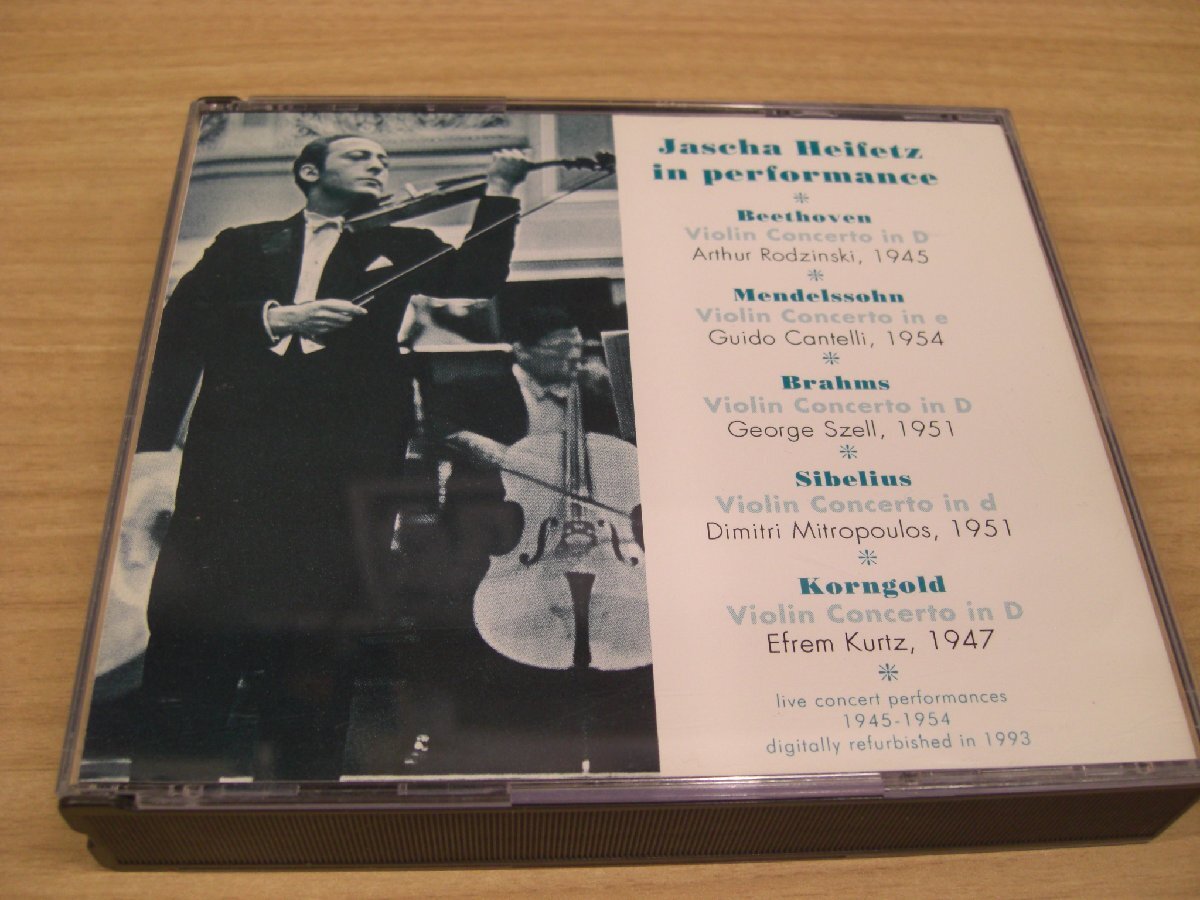 Jascha Heifetz
in performance
Beethoven
Violin Concerto in D
Arthur Rodzinski, 1945
Mendelssohn
Violin Concerto in e
Guido Cantelli, 1954
Brahms
Violin Concerto in D
George Szell, 1951
Sibelius
Violin Concerto in d
Dimitri Mitropoulos, 1951
Korngold
Violin Concerto in D
Efrem Kurtz, 1947
live concert performances
1945-1954
digitally refurbished in 1993